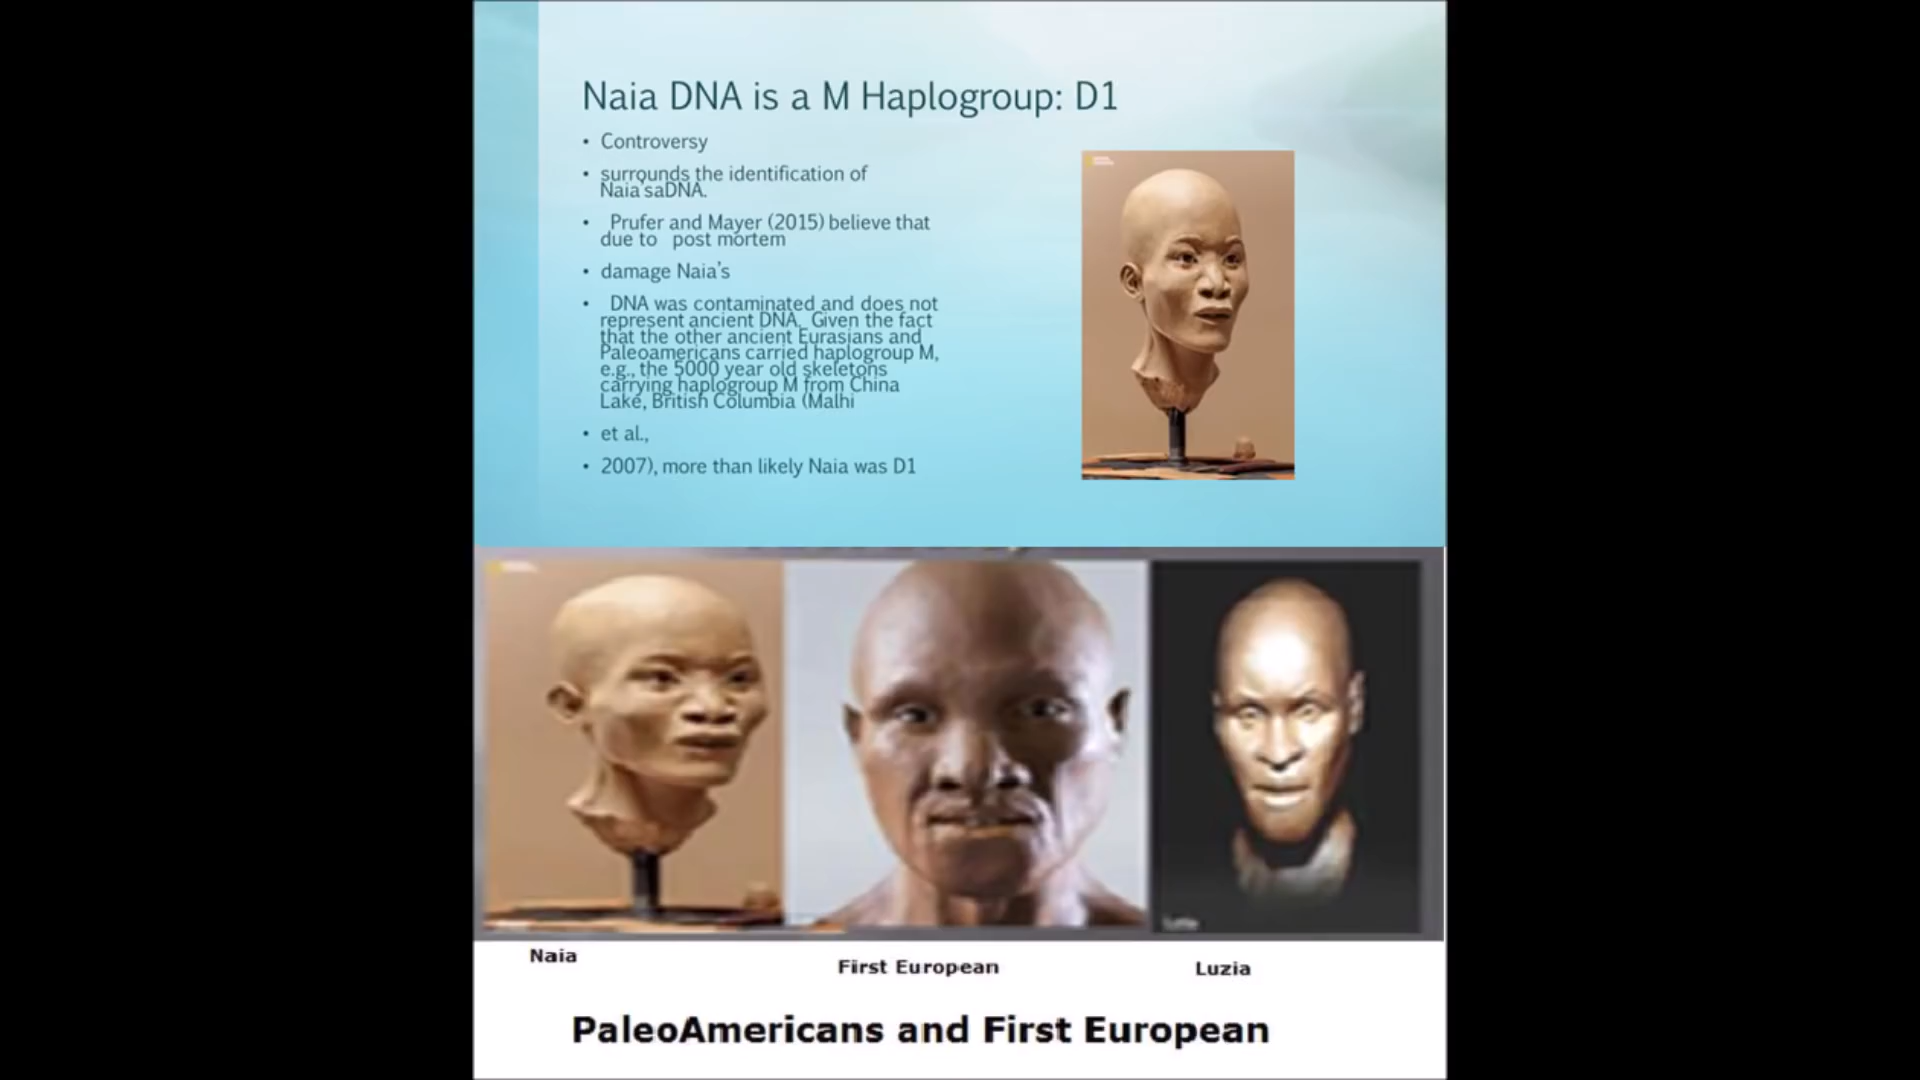 Naia DNA is a M Haplogroup: D1
• Controversy
• surrounds the identification of
Naia'saDNA.
• Prufer and Mayer (2015) believe that
due to post mortem
• damage Naia's
• DNA was contaminated and does not
represent ancient DNA. Given the fact
that the other ancient Eurasians and
Paleoamericans carried haplogroup M,
e.g., the 5000 year old skeletons
carrying haplogroup M from China
Lake, British Columbia (Malhi
• et al.,
• 2007), more than likely Naia was D1
Naia
First European
Luzia
PaleoAmericans and First European